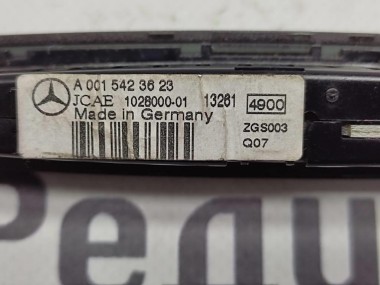 A 001 542 36 23
JCAE 1028000-01 13261 4900
Made in Germany
ZGS003
Q07